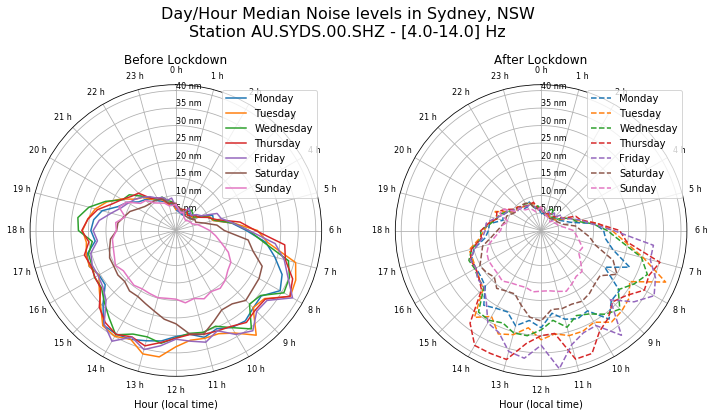 Day/Hour Median Noise levels in Sydney, NSW
Station AU.SYDS.00.SHZ - [4.0-14.0] Hz
Before Lockdown
0 h
1 h
5 h
6 h
7 h
8 h
9 h
10 h
11 h
12 h
13 h
14 h
15 h
16 h
17 h
18 h
19 h
20 h
21 h
22 h
23 h
40 nm
35 nm
30 nm
25 nm
20 nm
15 nm
10 nm
Monday
Tuesday
Wednesday
Thursday
Friday
Saturday
Sunday
Hour (local time)
After Lockdown
0 h
5 h
6 h
7 h
8 h
9 h
10 h
11 h
12 h
13 h
14 h
15 h
16 h
17 h
18 h
19 h
20 h
21 h
22 h
23 h
40 nm
35 nm
30 nm
25 nm
20 nm
15 nm
10 nm
5 nm
Monday
Tuesday
Wednesday
Thursday
Friday
Saturday
Sunday
Hour (local time)